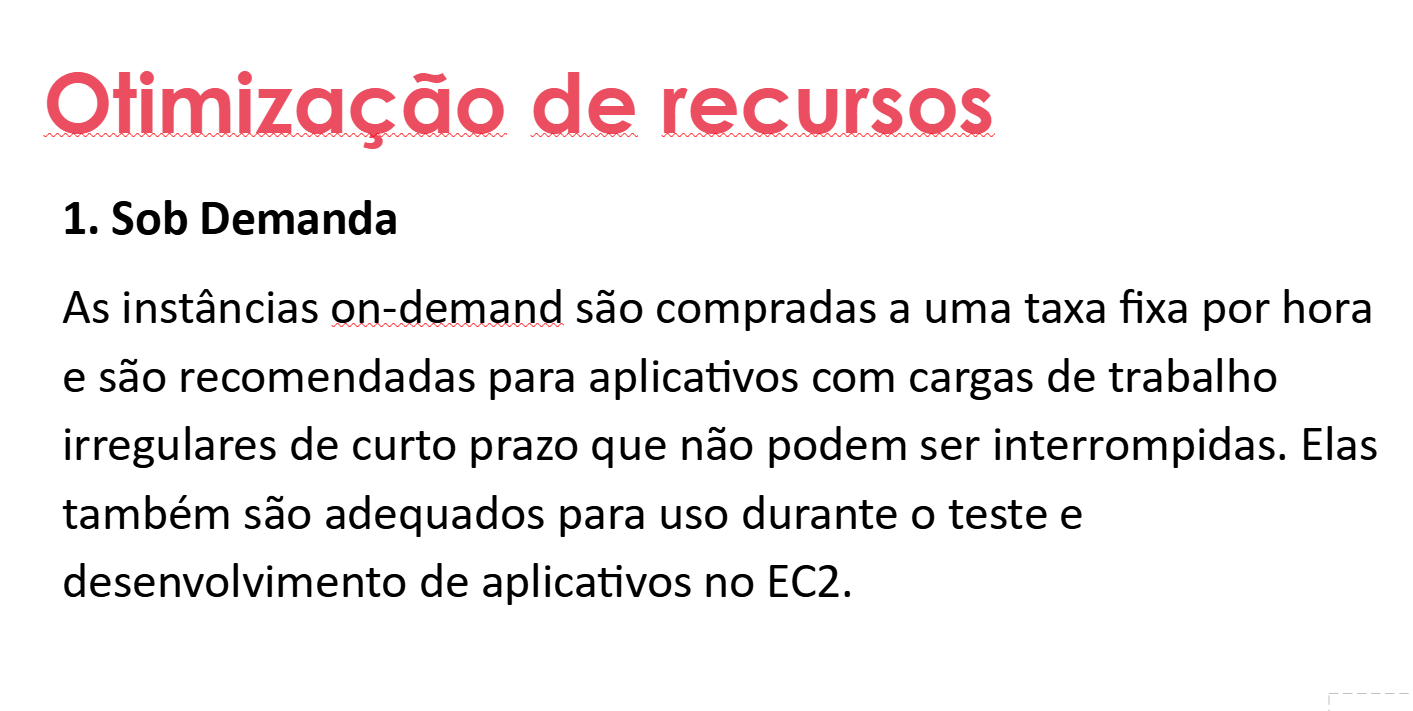 Otimização de recursos
1. Sob Demanda
As instâncias on-demand são compradas a uma taxa fixa por hora
e são recomendadas para aplicativos com cargas de trabalho
irregulares de curto prazo que não podem ser interrompidas. Elas
também são adequados para uso durante o teste e
desenvolvimento de aplicativos no EC2.